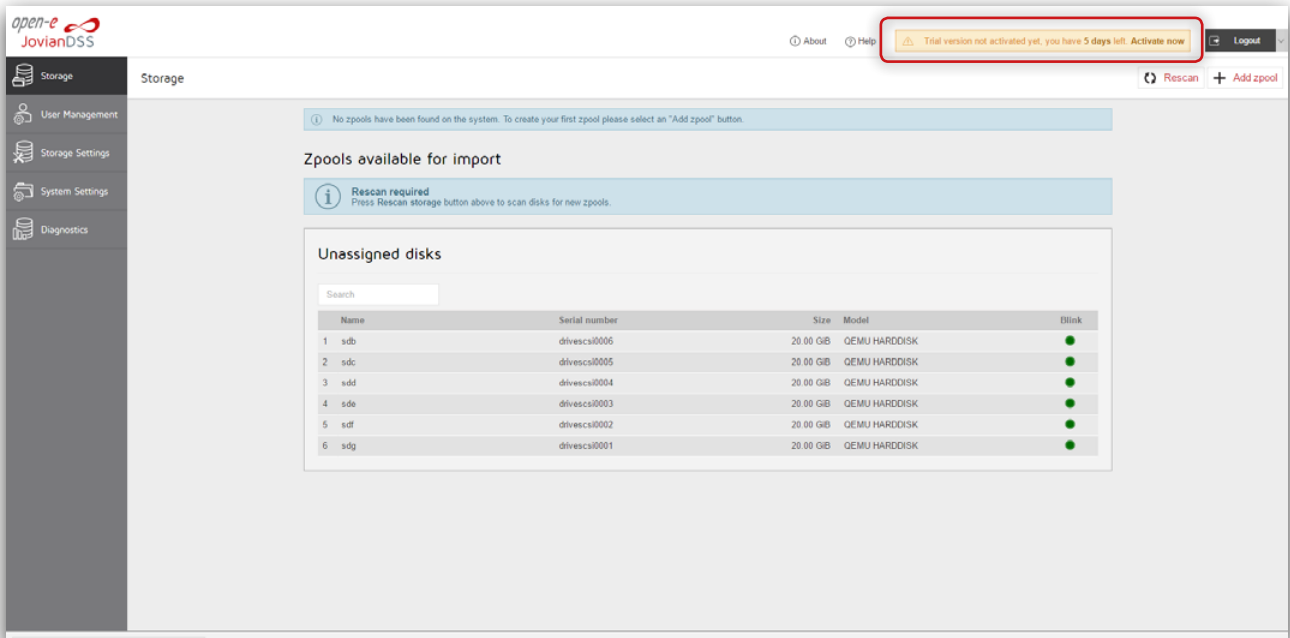 open-e
JovianDSS
About
Help
Trial version not activated yet, you have 5 days left. Activate now
Logout
Storage
User Management
Storage Settings
System Settings
Diagnostics
Storage
Rescan
Add zpool
No zpools have been found on the system. To create your first zpool please select an "Add zpool" button.
Zpools available for import
Rescan required
Press Rescan storage button above to scan disks for new zpools.
Unassigned disks
Search
Name Serial number Size Model Blink
1 sdb drivescsi0006 20.00 GiB QEMU HARDDISK
2 sdc drivescsi0005 20.00 GiB QEMU HARDDISK
3 sdd drivescsi0004 20.00 GiB QEMU HARDDISK
4 sde drivescsi0003 20.00 GiB QEMU HARDDISK
5 sdf drivescsi0002 20.00 GiB QEMU HARDDISK
6 sdg drivescsi0001 20.00 GiB QEMU HARDDISK